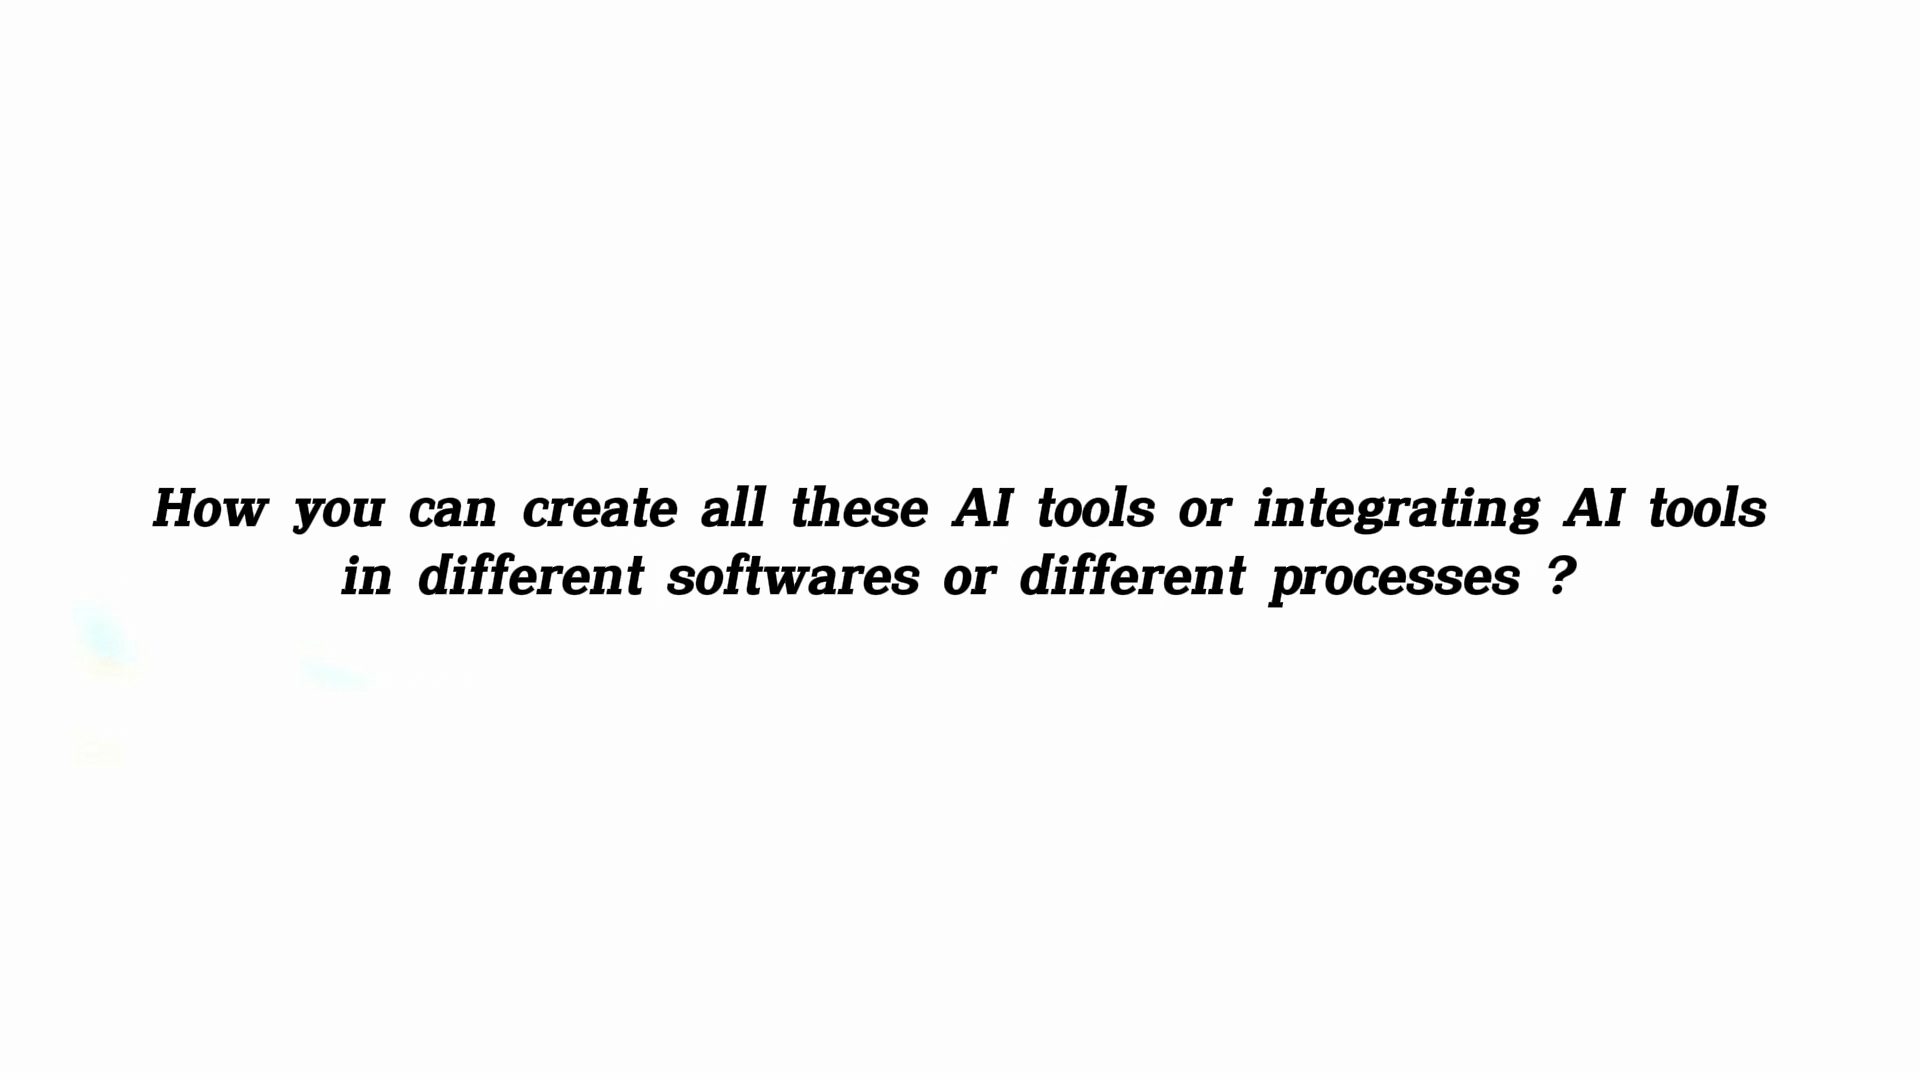 How you can create all these AI tools or integrating AI tools
in different softwares or different processes ?